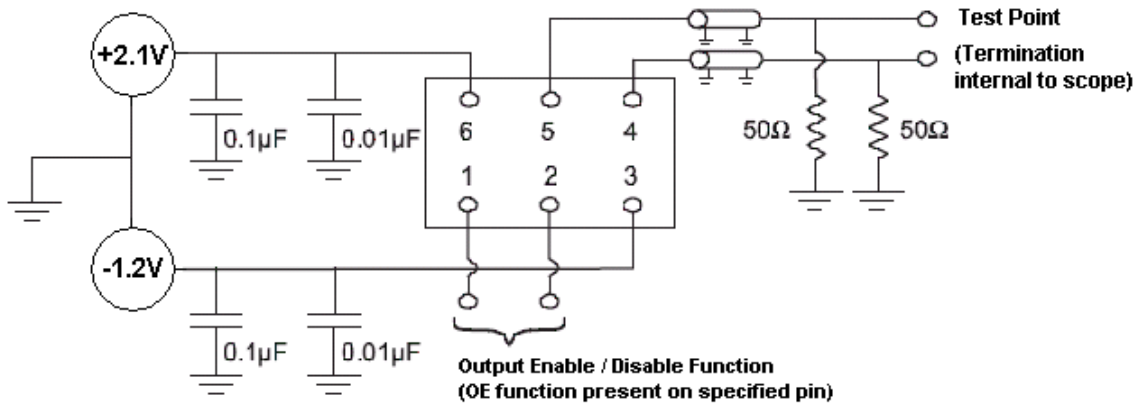 Test Point
(Termination
internal to scope)
+2.1V
0.1µF
0.01µF
6 5 4
1 2 3
50Ω
50Ω
-1.2V
0.1µF
0.01µF
Output Enable / Disable Function
(OE function present on specified pin)